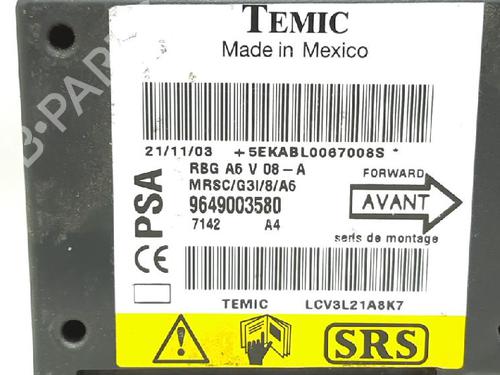 TEMIC
Made in Mexico
21/11/03 +5EKABL0067008S *
RBG A6 V 08-A
MRSC/G3I/8/A6
9649003580
7142 A4
PSA
CE
FORWARD
AVANT
sens de montage
TEMIC LCV3L21A8K7
SRS
B-PARTS